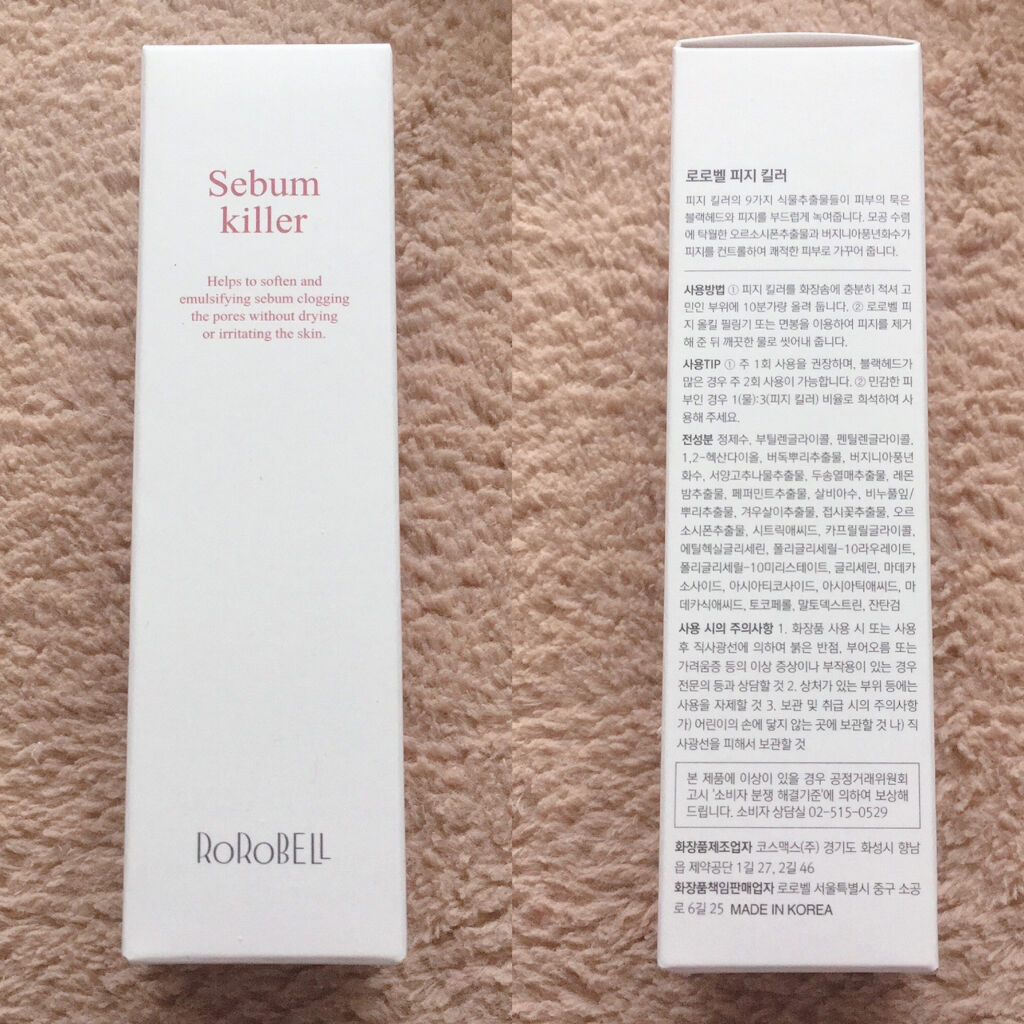 Sebum
killer
Helps to soften and
emulsifying sebum clogging
the pores without drying
or irritating the skin.
RoRoBELL
로로벨 피지 킬러
피지 킬러의 9가지 식물추출물들이 피부의 묵은
블랙헤드와 피지를 부드럽게 녹여줍니다. 모공 수렴
에 탁월한 오르소시폰추출물과 버지니아풍년화수가
피지를 컨트롤하여 쾌적한 피부로 가꾸어 줍니다.
사용방법 ① 피지 킬러를 화장솜에 충분히 적셔 고
민인 부위에 10분가량 올려 둡니다. ② 로로벨 피
지 올킬 필링기 또는 면봉을 이용하여 피지를 제거
해 준 뒤 깨끗한 물로 씻어내 줍니다.
사용TIP ① 주 1회 사용을 권장하며, 블랙헤드가
많은 경우 주 2회 사용이 가능합니다. ② 민감한 피
부인 경우 1(물):3(피지 킬러) 비율로 희석하여 사
용해 주세요.
전성분 정제수, 부틸렌글라이콜, 펜틸렌글라이콜,
1,2-헥산다이올, 버독뿌리추출물, 버지니아풍년
화수, 서양고추나물추출물, 두송열매추출물, 레몬
밤추출물, 페퍼민트추출물, 살비아수, 비누풀잎/
뿌리추출물, 겨우살이추출물, 접시꽃추출물, 오르
소시폰추출물, 시트릭애씨드, 카프릴릴글라이콜,
에틸헥실글리세린, 폴리글리세릴-10라우레이트,
폴리글리세릴-10미리스테이트, 글리세린, 마데카
소사이드, 아시아티코사이드, 아시아틱애씨드, 마
데카식애씨드, 토코페롤, 말토덱스트린, 잔탄검
사용 시의 주의사항 1. 화장품 사용 시 또는 사용
후 직사광선에 의하여 붉은 반점, 부어오름 또는
가려움증 등의 이상 증상이나 부작용이 있는 경우
전문의 등과 상담할 것 2. 상처가 있는 부위 등에는
사용을 자제할 것 3. 보관 및 취급 시의 주의사항
가) 어린이의 손에 닿지 않는 곳에 보관할 것 나) 직
사광선을 피해서 보관할 것
본 제품에 이상이 있을 경우 공정거래위원회
고시 '소비자 분쟁 해결기준'에 의하여 보상해
드립니다. 소비자 상담실 02-515-0529
화장품제조업자 코스맥스(주) 경기도 화성시 향남
읍 제약공단 1길 27, 2길 46
화장품책임판매업자 로로벨 서울특별시 중구 소공
로 6길 25 MADE IN KOREA